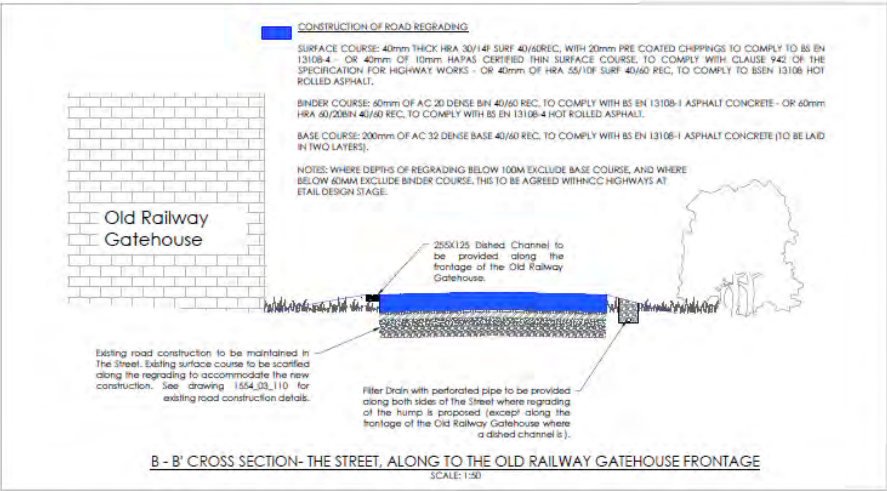 CONSTRUCTION OF ROAD REGRADING
SURFACE COURSE: 40mm THICK HRA 30/14F SURF 40/60REC, WITH 20mm PRE COATED CHIPPINGS TO COMPLY TO BS EN
13108-4 - OR 40mm OF 10mm HAPAS CERTIFIED THIN SURFACE COURSE, TO COMPLY WITH CLAUSE 942 OF THE
SPECIFICATION FOR HIGHWAY WORKS - OR 40mm OF HRA 55/10F SURF 40/60 REC, TO COMPLY TO BSEN 13108 HOT
ROLLED ASPHALT.
BINDER COURSE: 60mm OF AC 20 DENSE BIN 40/60 REC, TO COMPLY WITH BS EN 13108-1 ASPHALT CONCRETE - OR 60mm
HRA 60/20BIN 40/60 REC, TO COMPLY WITH BS EN 13108-4 HOT ROLLED ASPHALT.
BASE COURSE: 200mm OF AC 32 DENSE BASE 40/60 REC, TO COMPLY WITH BS EN 13108-1 ASPHALT CONCRETE (TO BE LAID
IN TWO LAYERS).
NOTES: WHERE DEPTHS OF REGRADING BELOW 100M EXCLUDE BASE COURSE, AND WHERE
BELOW 60MM EXCLUDE BINDER COURSE. THIS TO BE AGREED WITHNCC HIGHWAYS AT
ETAIL DESIGN STAGE.
Old Railway
Gatehouse
255X125 Dished Channel to
be provided along the
frontage of the Old Railway
Gatehouse.
Existing road construction to be maintained in
The Street. Existing surface course to be scarified
along the regrading to accommodate the new
construction. See drawing 1554_03_110 for
existing road construction details.
Filter Drain with perforated pipe to be provided
along both sides of The Street where regrading
of the hump is proposed (except along the
frontage of the Old Railway Gatehouse where
a dished channel is ).
B - B' CROSS SECTION- THE STREET, ALONG TO THE OLD RAILWAY GATEHOUSE FRONTAGE
SCALE: 1:50